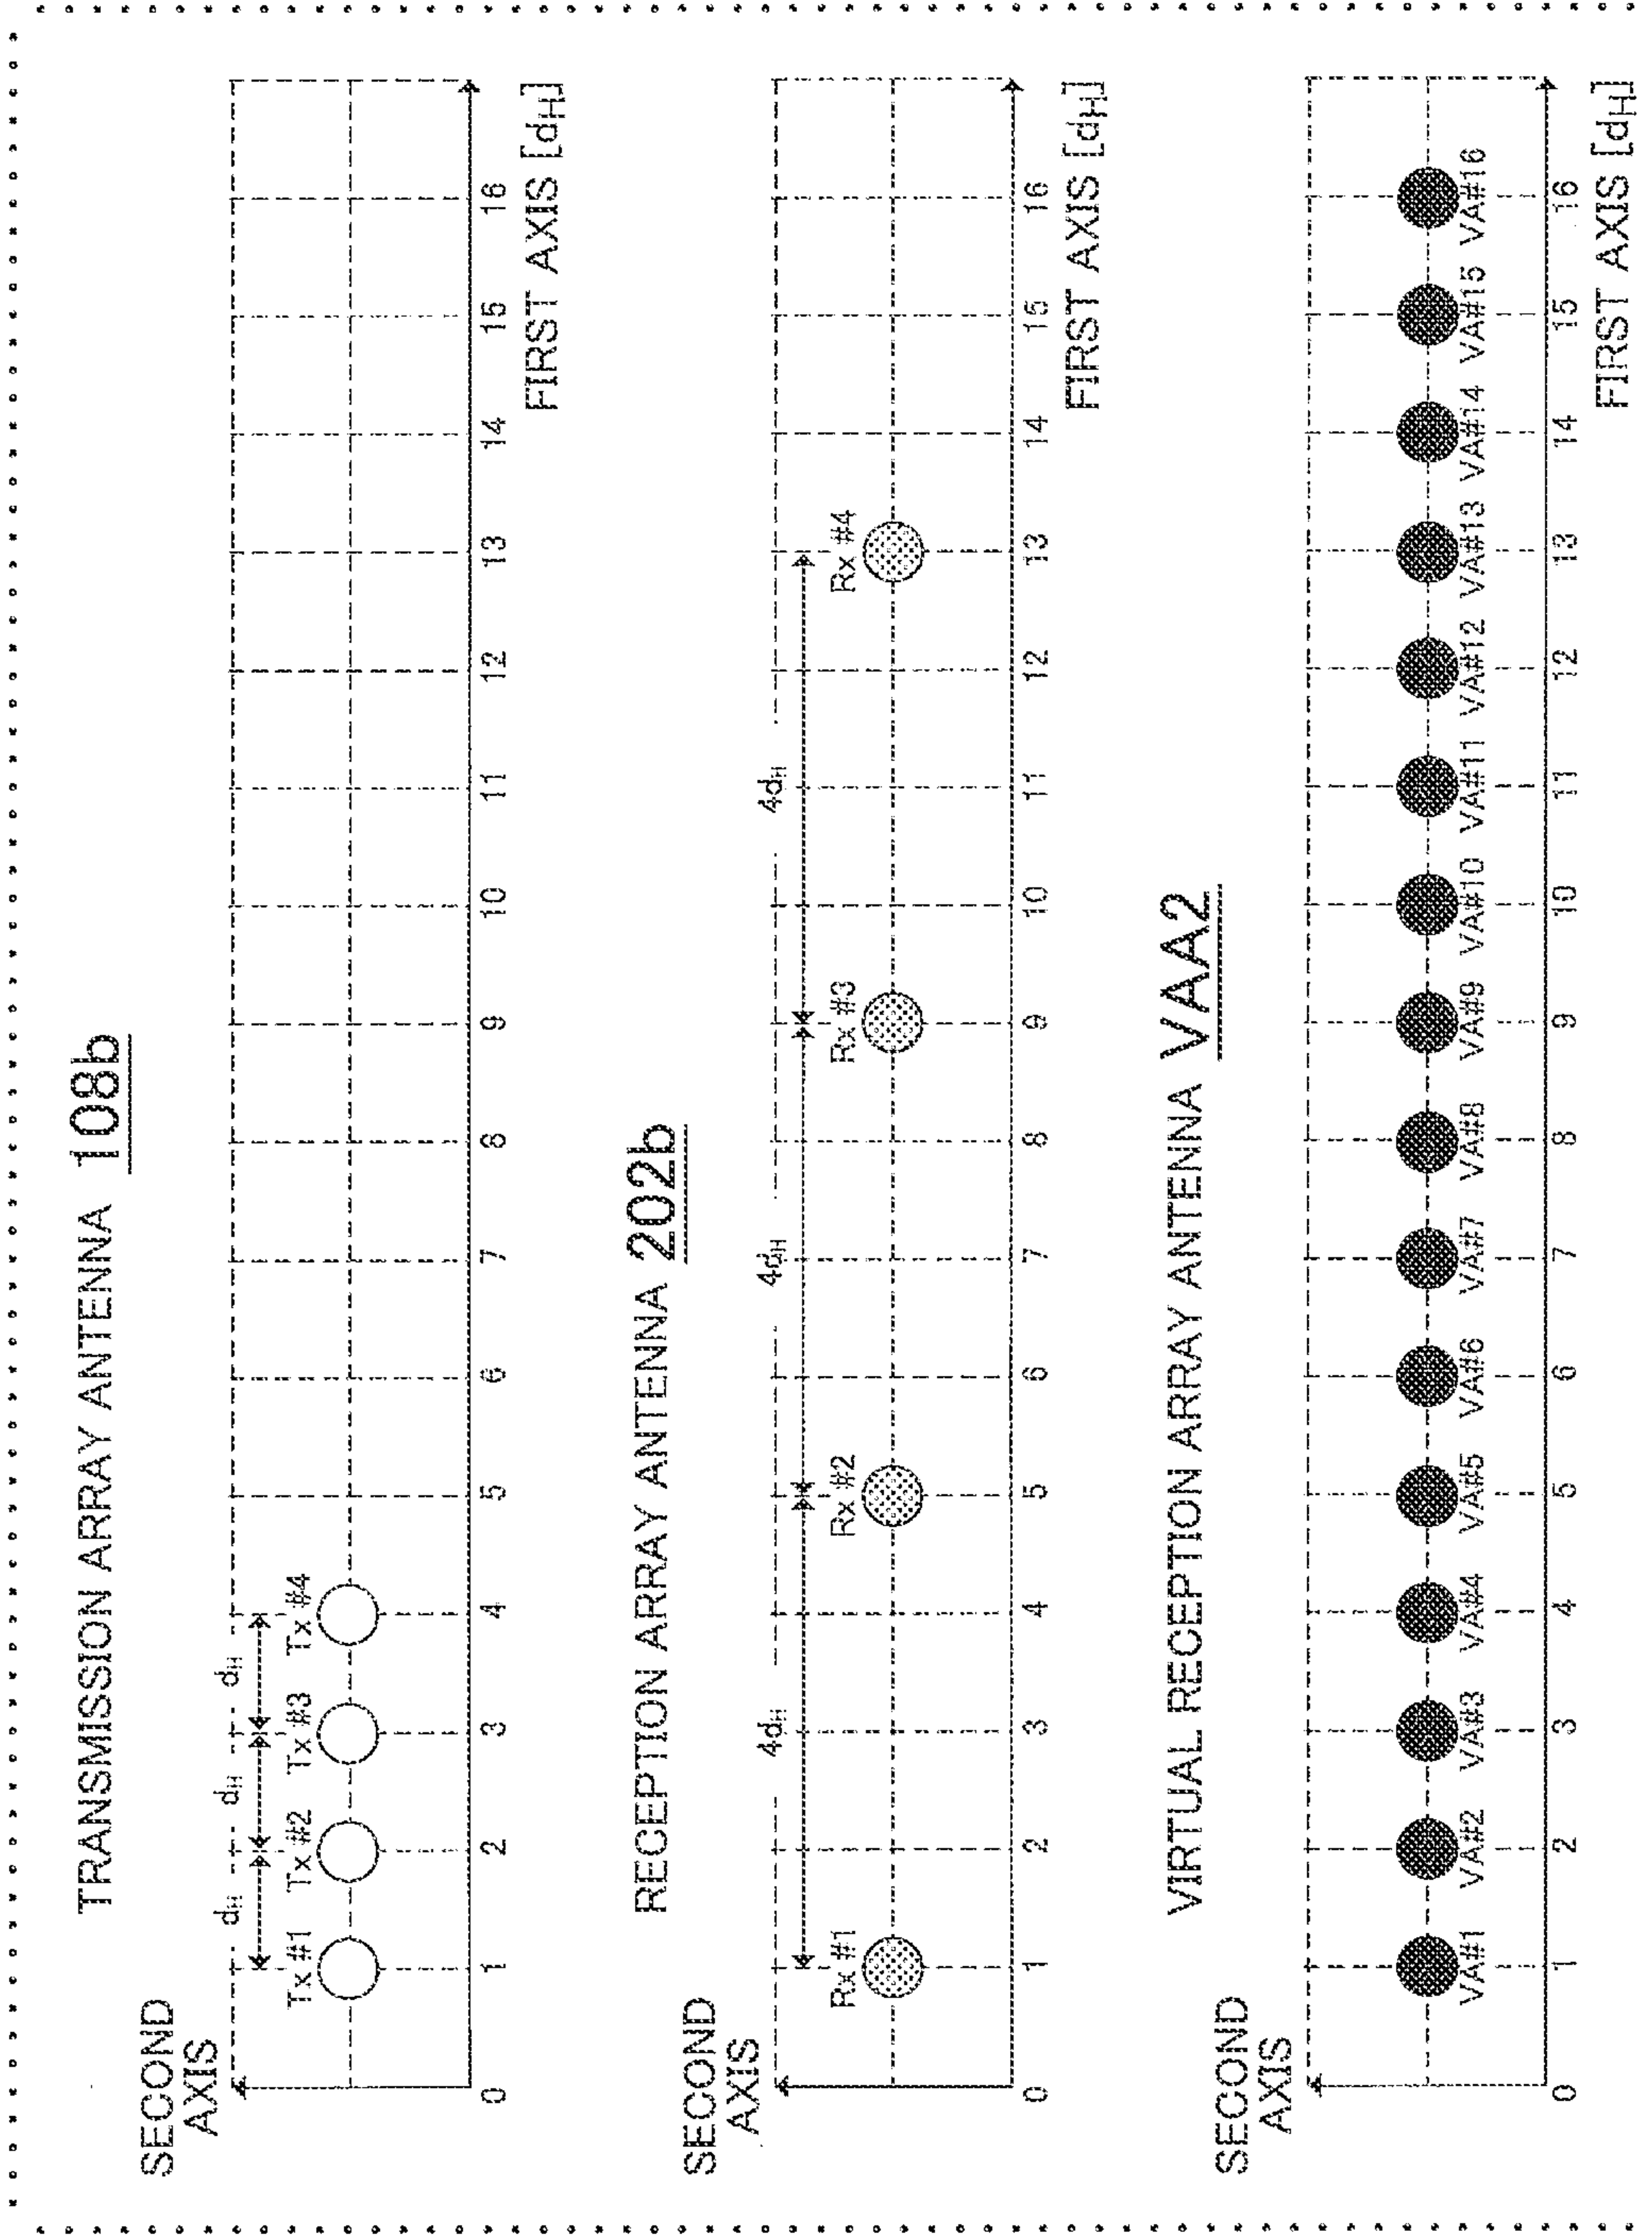 TRANSMISSION ARRAY ANTENNA 108b
SECOND
AXIS
dH dH dH
Tx #1 Tx #2 Tx #3 Tx #4
0 1 2 3 4 5 6 7 8 9 10 11 12 13 14 15 16
FIRST AXIS [dH]
RECEPTION ARRAY ANTENNA 202b
SECOND
AXIS
4dH 4dH 4dH
Rx #1 Rx #2 Rx #3 Rx #4
0 1 2 3 4 5 6 7 8 9 10 11 12 13 14 15 16
FIRST AXIS [dH]
VIRTUAL RECEPTION ARRAY ANTENNA VAA2
SECOND
AXIS
VA#1 VA#2 VA#3 VA#4 VA#5 VA#6 VA#7 VA#8 VA#9 VA#10 VA#11 VA#12 VA#13 VA#14 VA#15 VA#16
0 1 2 3 4 5 6 7 8 9 10 11 12 13 14 15 16
FIRST AXIS [dH]